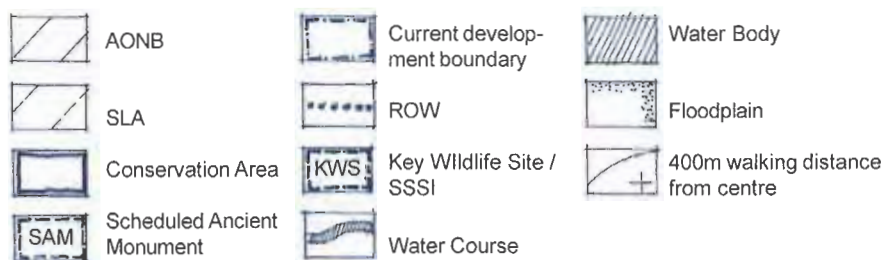 AONB
SLA
Conservation Area
SAM
Scheduled Ancient
Monument
Current develop-
ment boundary
ROW
KWS
Key WIldlife Site /
SSSI
Water Course
Water Body
Floodplain
400m walking distance
from centre